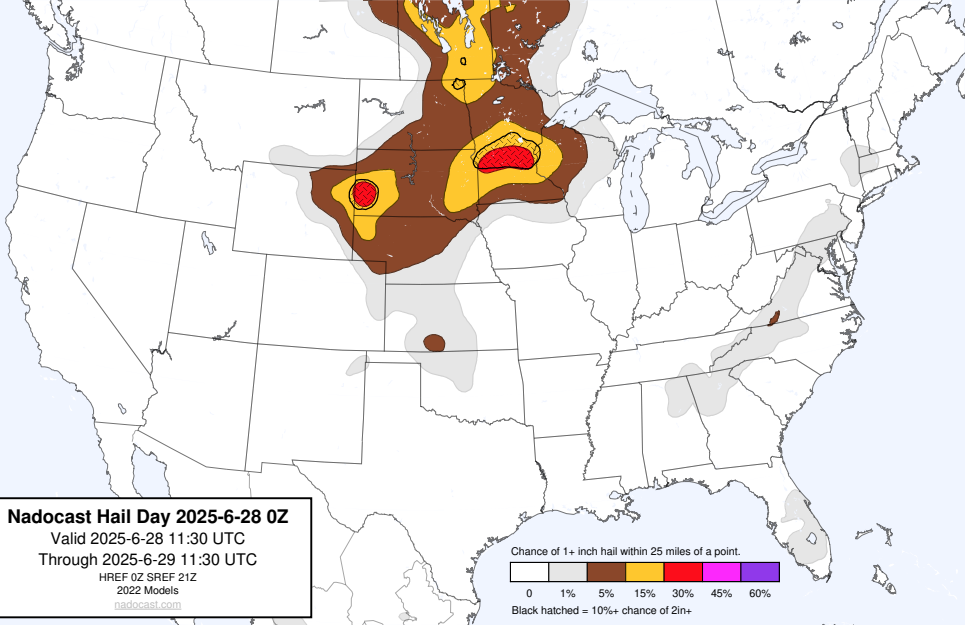 Nadocast Hail Day 2025-6-28 0Z
Valid 2025-6-28 11:30 UTC
Through 2025-6-29 11:30 UTC
HREF 0Z SREF 21Z
2022 Models
nadocast.com
Chance of 1+ inch hail within 25 miles of a point.
0 1% 5% 15% 30% 45% 60%
Black hatched = 10%+ chance of 2in+